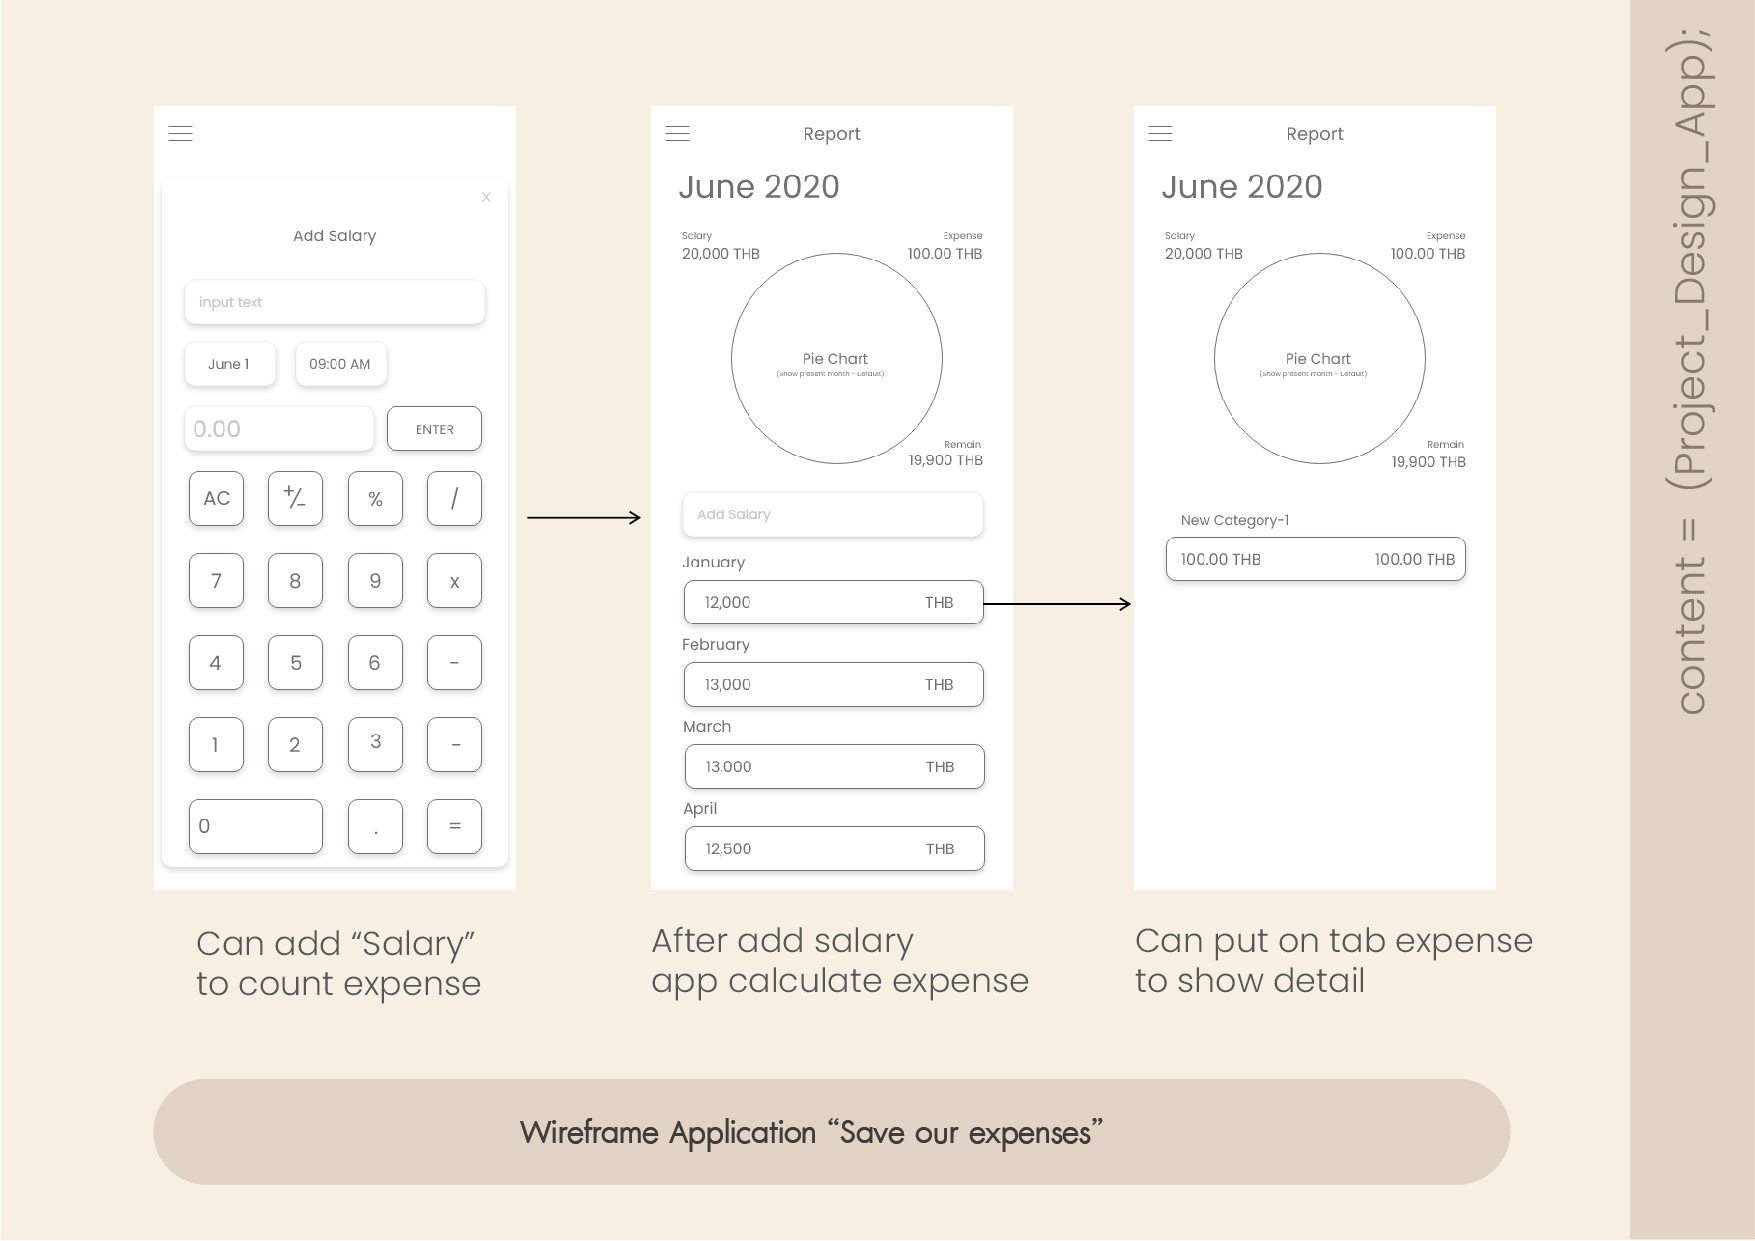 X
Add Salary
input text
June 1
09:00 AM
0.00
ENTER
AC
+/-
%
/
7
8
9
x
4
5
6
-
1
2
3
-
0
.
=
Can add “Salary”
to count expense
Report
June 2020
Salary
Expense
20,000 THB
100.00 THB
Pie Chart
(Show present month - Default)
Remain
19,900 THB
Add Salary
January
12,000 THB
February
13,000 THB
March
13,000 THB
April
12,500 THB
After add salary
app calculate expense
Report
June 2020
Salary
Expense
20,000 THB
100.00 THB
Pie Chart
(Show present month - Default)
Remain
19,900 THB
New Category-1
100.00 THB 100.00 THB
Can put on tab expense
to show detail
Wireframe Application “Save our expenses”
content = (Project_Design_App);